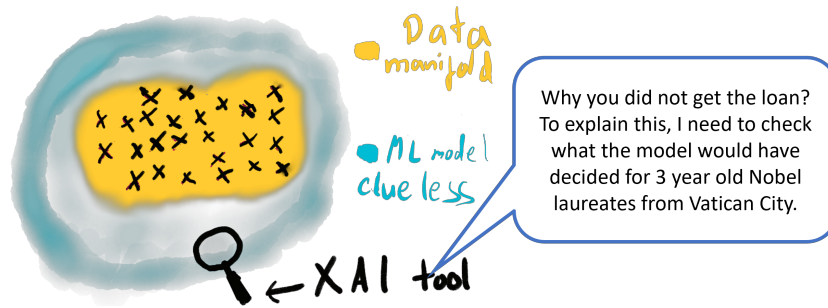 Data
manifold
ML model
clueless
XAI tool
Why you did not get the loan?
To explain this, I need to check
what the model would have
decided for 3 year old Nobel
laureates from Vatican City.